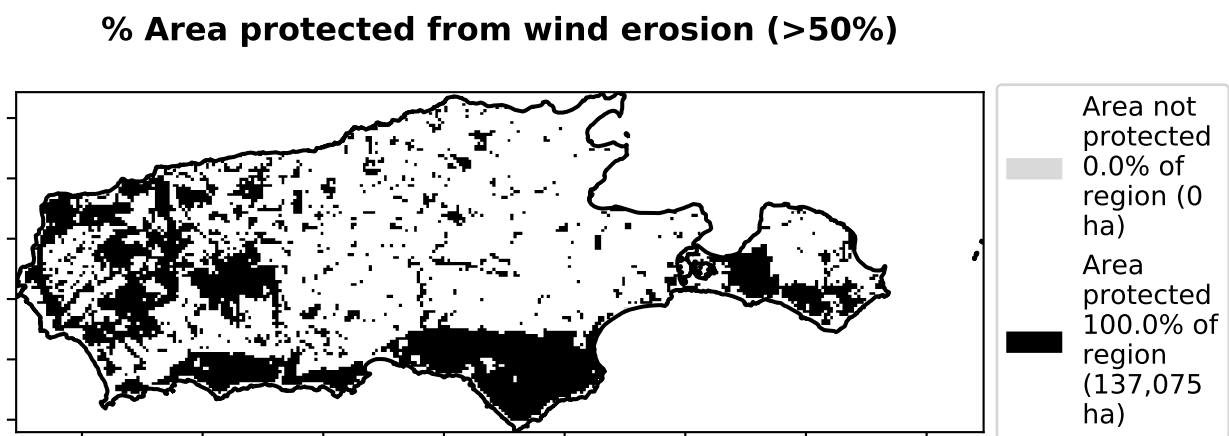 % Area protected from wind erosion (>50%)
Area not
protected
0.0% of
region (0
ha)
Area
protected
100.0% of
region
(137,075
ha)